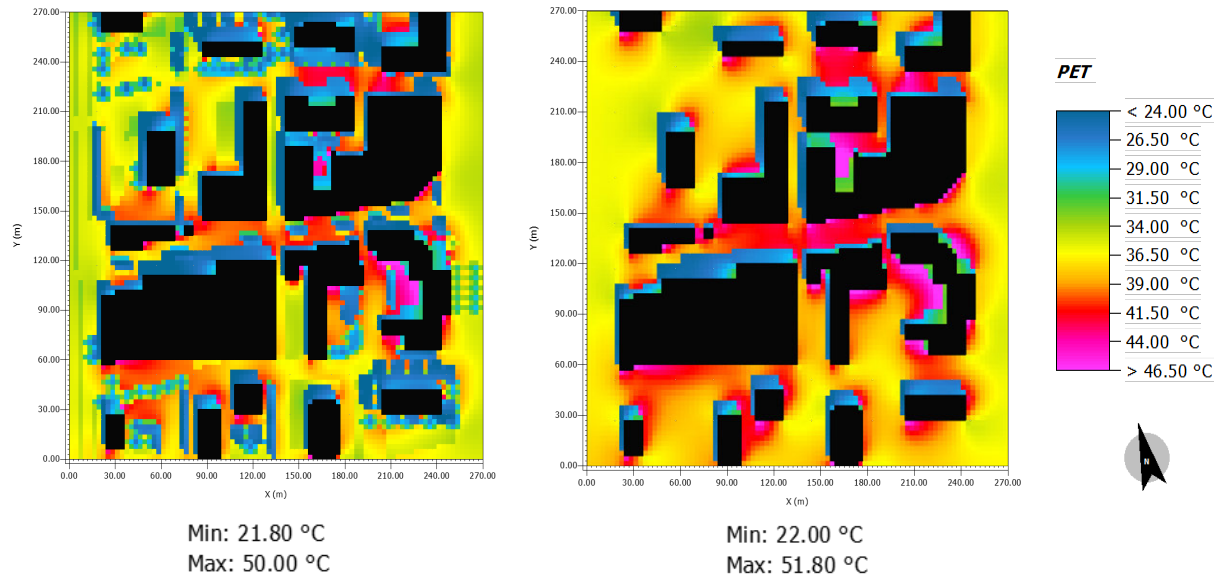 270.00
240.00
210.00
180.00
150.00
120.00
90.00
60.00
30.00
0.00
Y (m)
0.00 30.00 60.00 90.00 120.00 150.00 180.00 210.00 240.00 270.00
X (m)
Min: 21.80 °C
Max: 50.00 °C
270.00
240.00
210.00
180.00
150.00
120.00
90.00
60.00
30.00
0.00
Y (m)
0.00 30.00 60.00 90.00 120.00 150.00 180.00 210.00 240.00 270.00
X (m)
Min: 22.00 °C
Max: 51.80 °C
PET
< 24.00 °C
26.50 °C
29.00 °C
31.50 °C
34.00 °C
36.50 °C
39.00 °C
41.50 °C
44.00 °C
> 46.50 °C
N